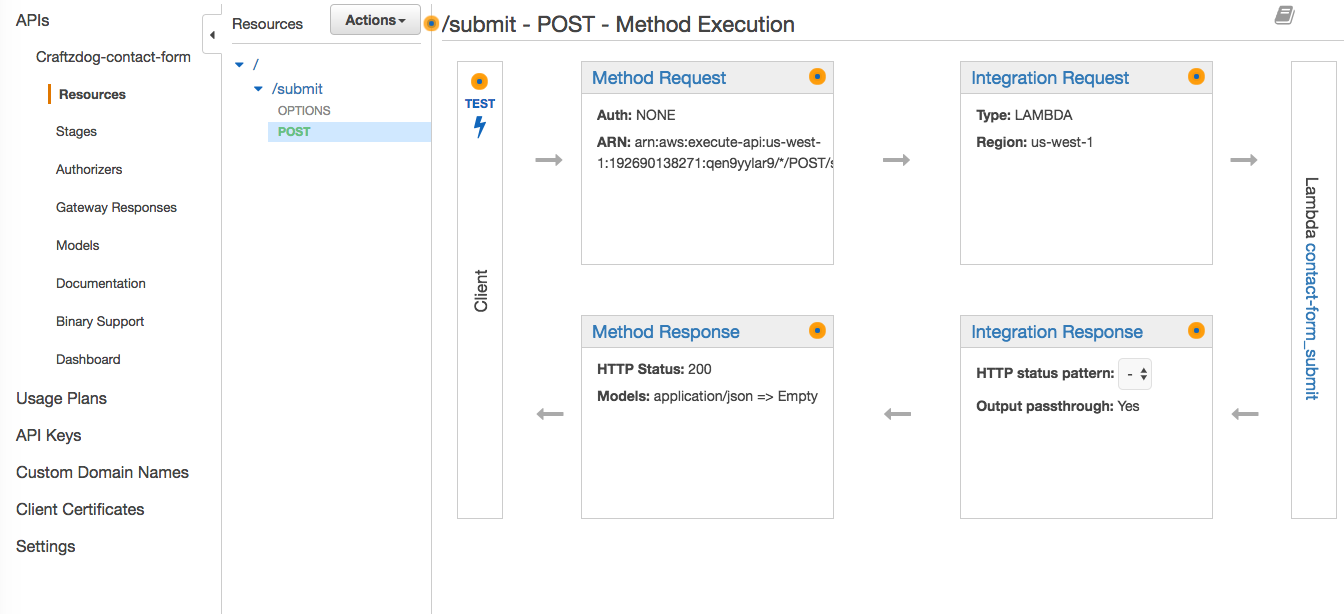 APIs
Craftzdog-contact-form
Resources
Stages
Authorizers
Gateway Responses
Models
Documentation
Binary Support
Dashboard
Usage Plans
API Keys
Custom Domain Names
Client Certificates
Settings
Resources
Actions
/
/submit
OPTIONS
POST
/submit - POST - Method Execution
TEST
Client
Method Request
Auth: NONE
ARN: arn:aws:execute-api:us-west-
1:192690138271:qen9yylar9/*/POST/s
Integration Request
Type: LAMBDA
Region: us-west-1
Lambda contact-form_submit
Method Response
HTTP Status: 200
Models: application/json => Empty
Integration Response
HTTP status pattern: -
Output passthrough: Yes